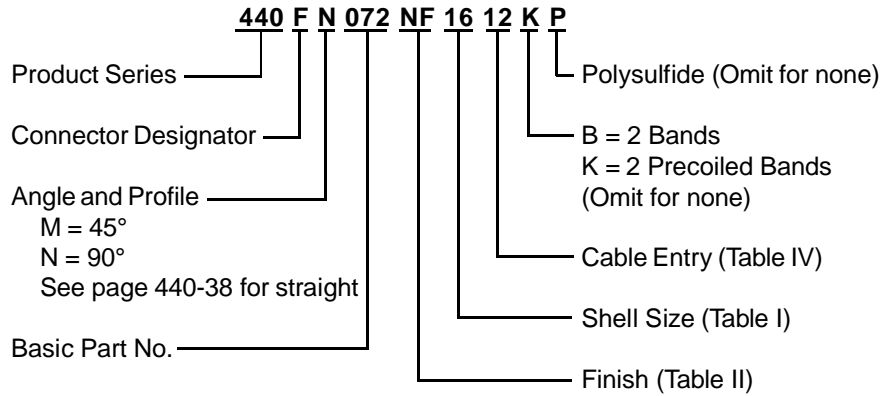 440 F N 072 NF 16 12 K P
Product Series
Connector Designator
Angle and Profile
M = 45°
N = 90°
See page 440-38 for straight
Basic Part No.
Polysulfide (Omit for none)
B = 2 Bands
K = 2 Precoiled Bands
(Omit for none)
Cable Entry (Table IV)
Shell Size (Table I)
Finish (Table II)